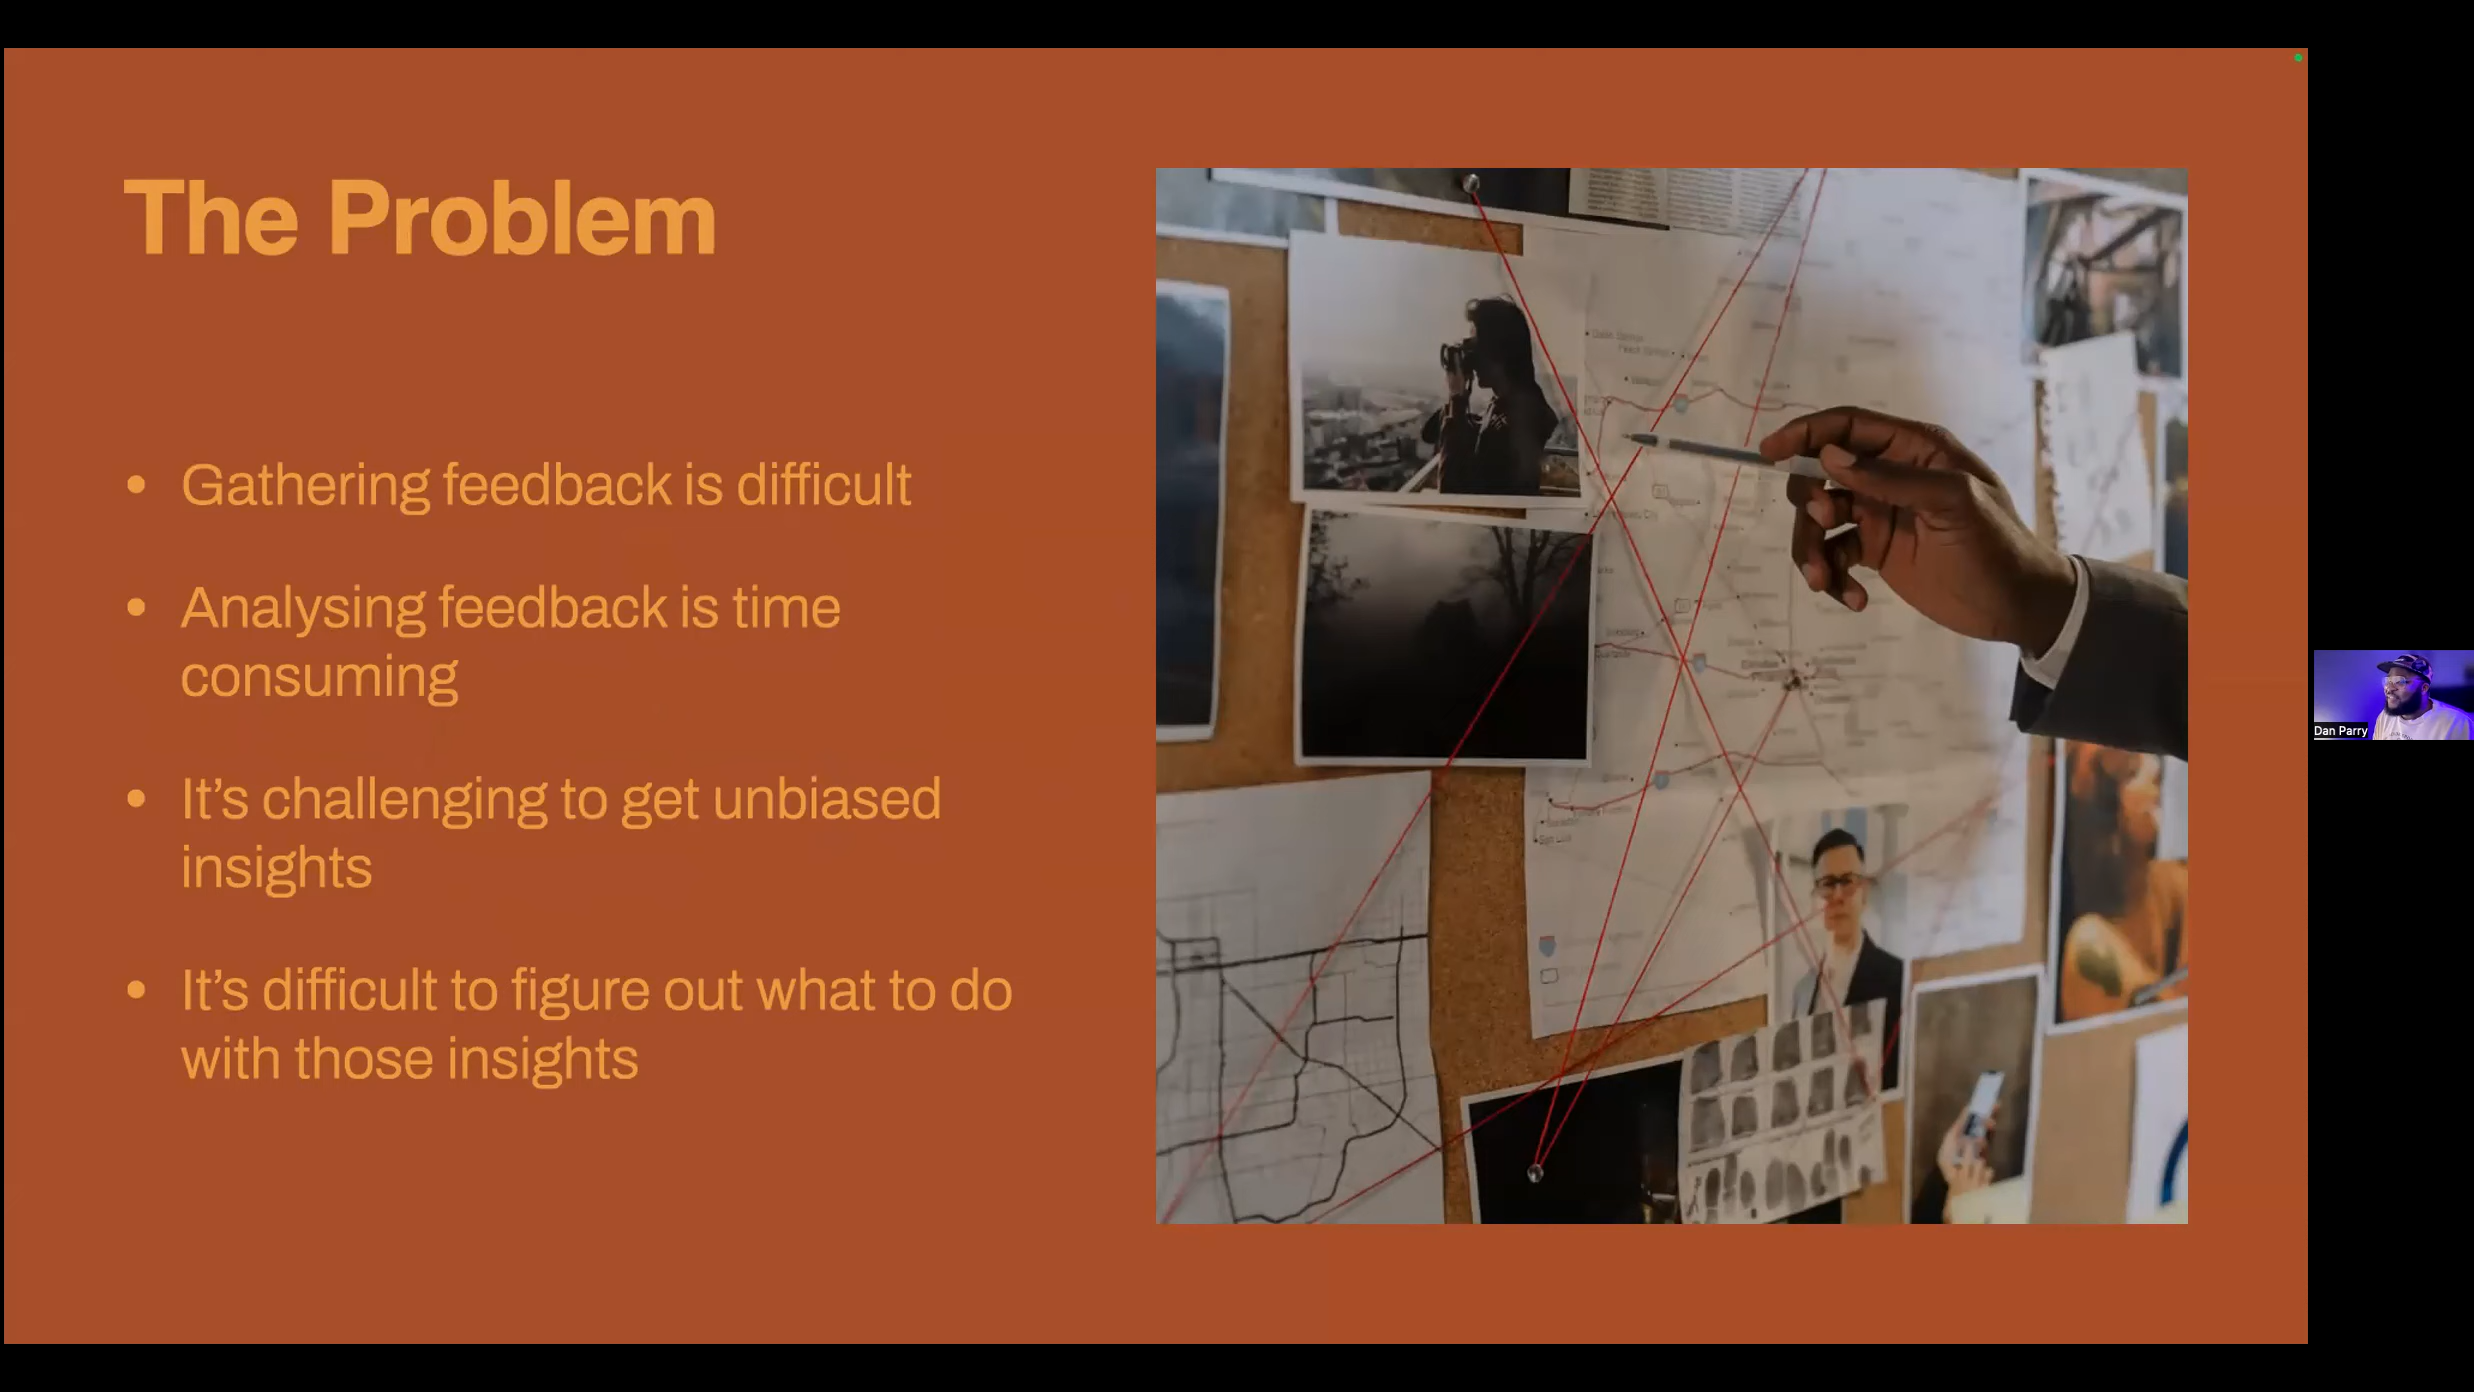 The Problem
• Gathering feedback is difficult
• Analysing feedback is time
consuming
• It’s challenging to get unbiased
insights
• It’s difficult to figure out what to do
with those insights
Dan Parry